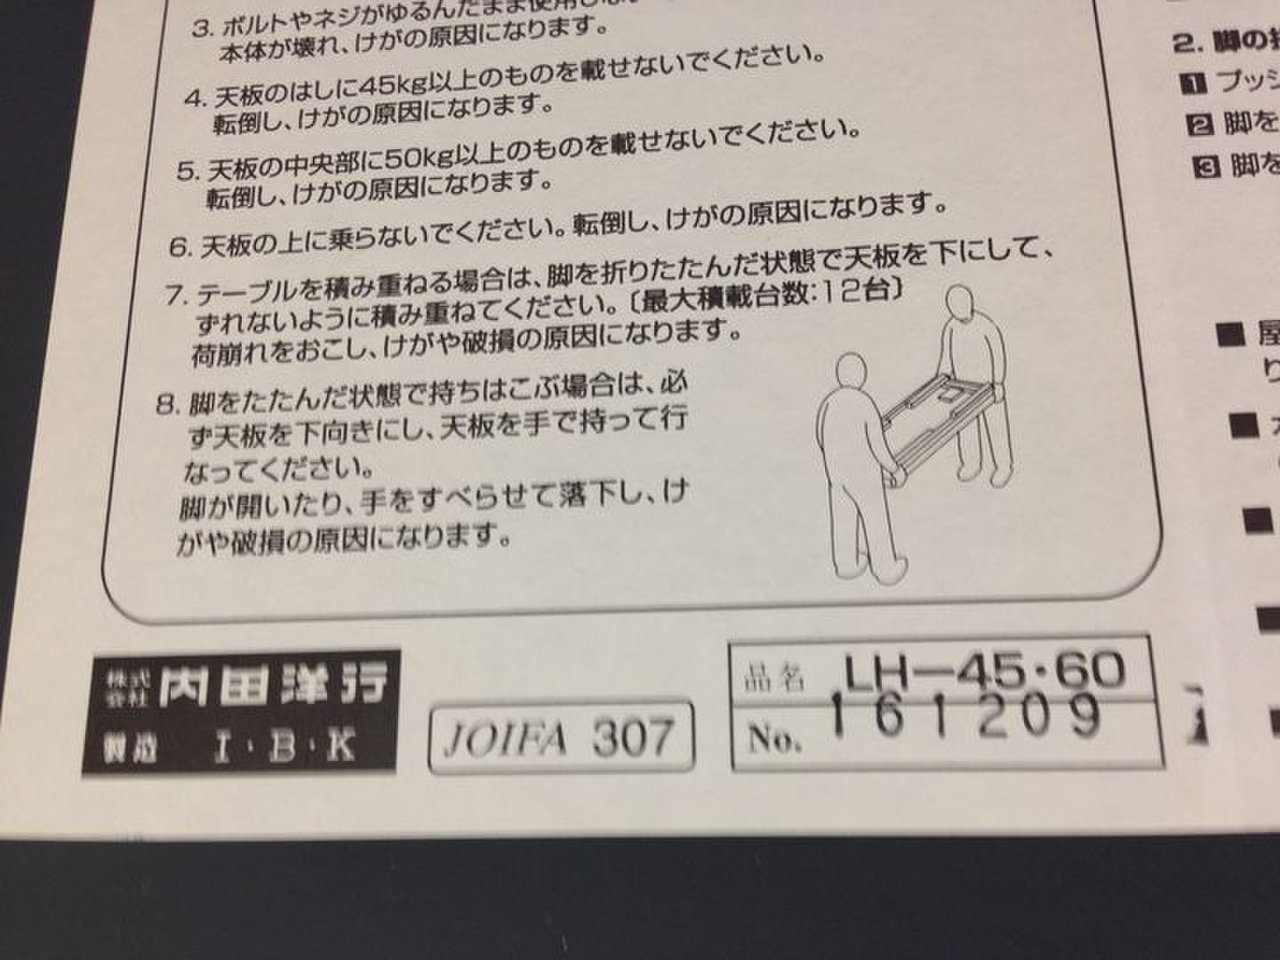 3. ボルトやネジがゆるんだまま使用しない
本体が壊れ、けがの原因になります。
4. 天板のはしに45kg以上のものを載せないでください。
転倒し、けがの原因になります。
5. 天板の中央部に50kg以上のものを載せないでください。
転倒し、けがの原因になります。
6. 天板の上に乗らないでください。転倒し、けがの原因になります。
7. テーブルを積み重ねる場合は、脚を折りたたんだ状態で天板を下にして、
ずれないように積み重ねてください。〔最大積載台数:12台〕
荷崩れをおこし、けがや破損の原因になります。
8. 脚をたたんだ状態で持ちはこぶ場合は、必
ず天板を下向きにし、天板を手で持って行
なってください。
脚が開いたり、手をすべらせて落下し、け
がや破損の原因になります。
株式会社 内田洋行
製造 I・B・K
JOIFA 307
品名 LH-45・60
No. 161209
2. 脚の
1 プッシ
2 脚を
3 脚を
■ 屋
り